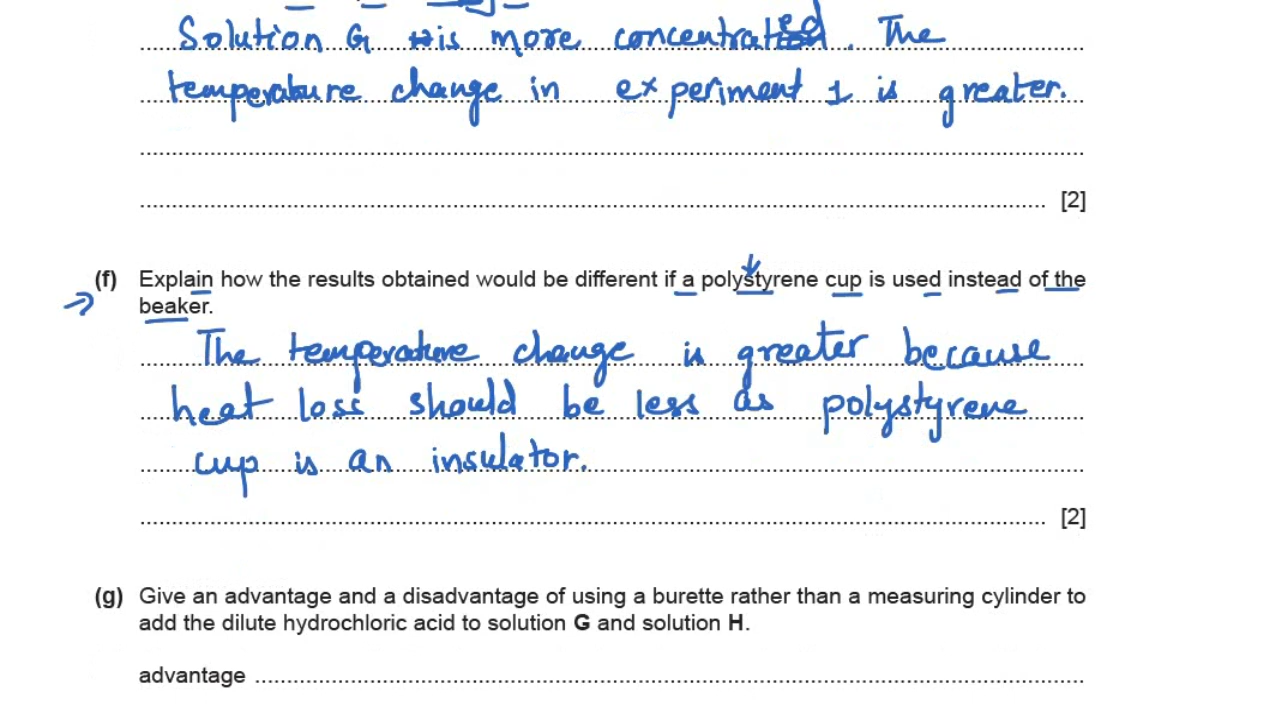 Solution G is more concentrated. The
temperature change in experiment 1 is greater.
[2]
(f) Explain how the results obtained would be different if a polystyrene cup is used instead of the
beaker.
The temperature change is greater because
heat loss should be less as polystyrene
cup is an insulator.
[2]
(g) Give an advantage and a disadvantage of using a burette rather than a measuring cylinder to
add the dilute hydrochloric acid to solution G and solution H.
advantage